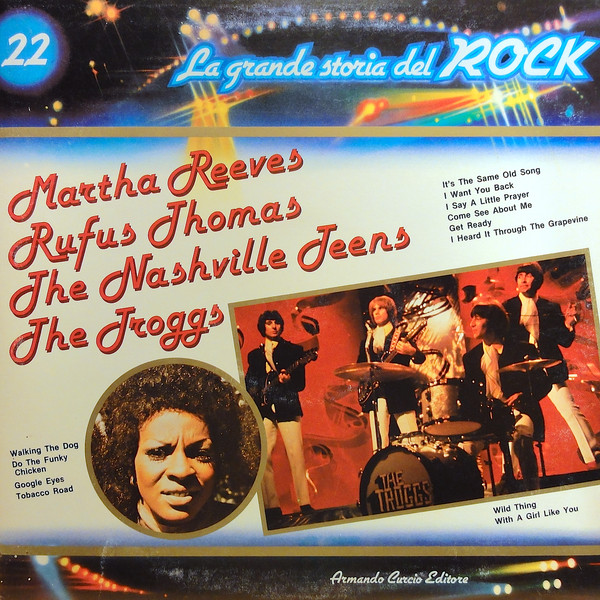 22
La grande storia del ROCK
Martha Reeves
Rufus Thomas
The Nashville Teens
The Troggs
It's The Same Old Song
I Want You Back
I Say A Little Prayer
Come See About Me
Get Ready
I Heard It Through The Grapevine
Walking The Dog
Do The Funky
Chicken
Google Eyes
Tobacco Road
THE
TROGGS
Wild Thing
With A Girl Like You
Armando Curcio Editore